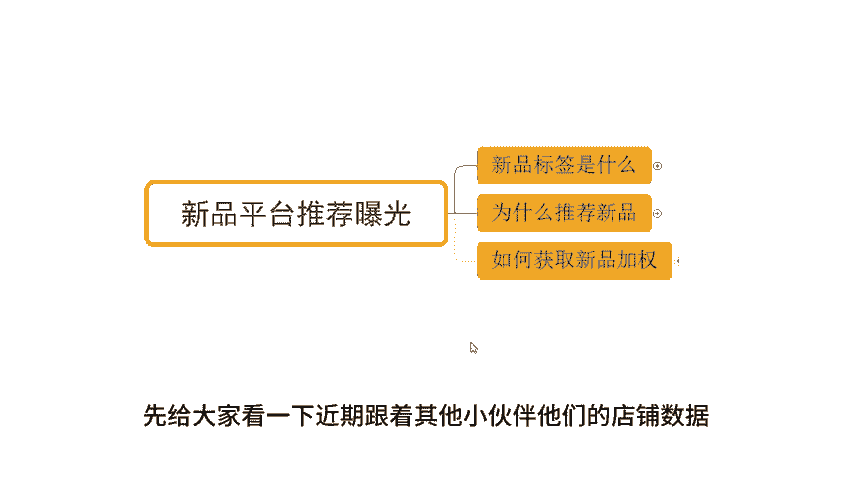 新品平台推荐曝光
新品标签是什么
为什么推荐新品
如何获取新品加权
先给大家看一下近期跟着其他小伙伴他们的店铺数据